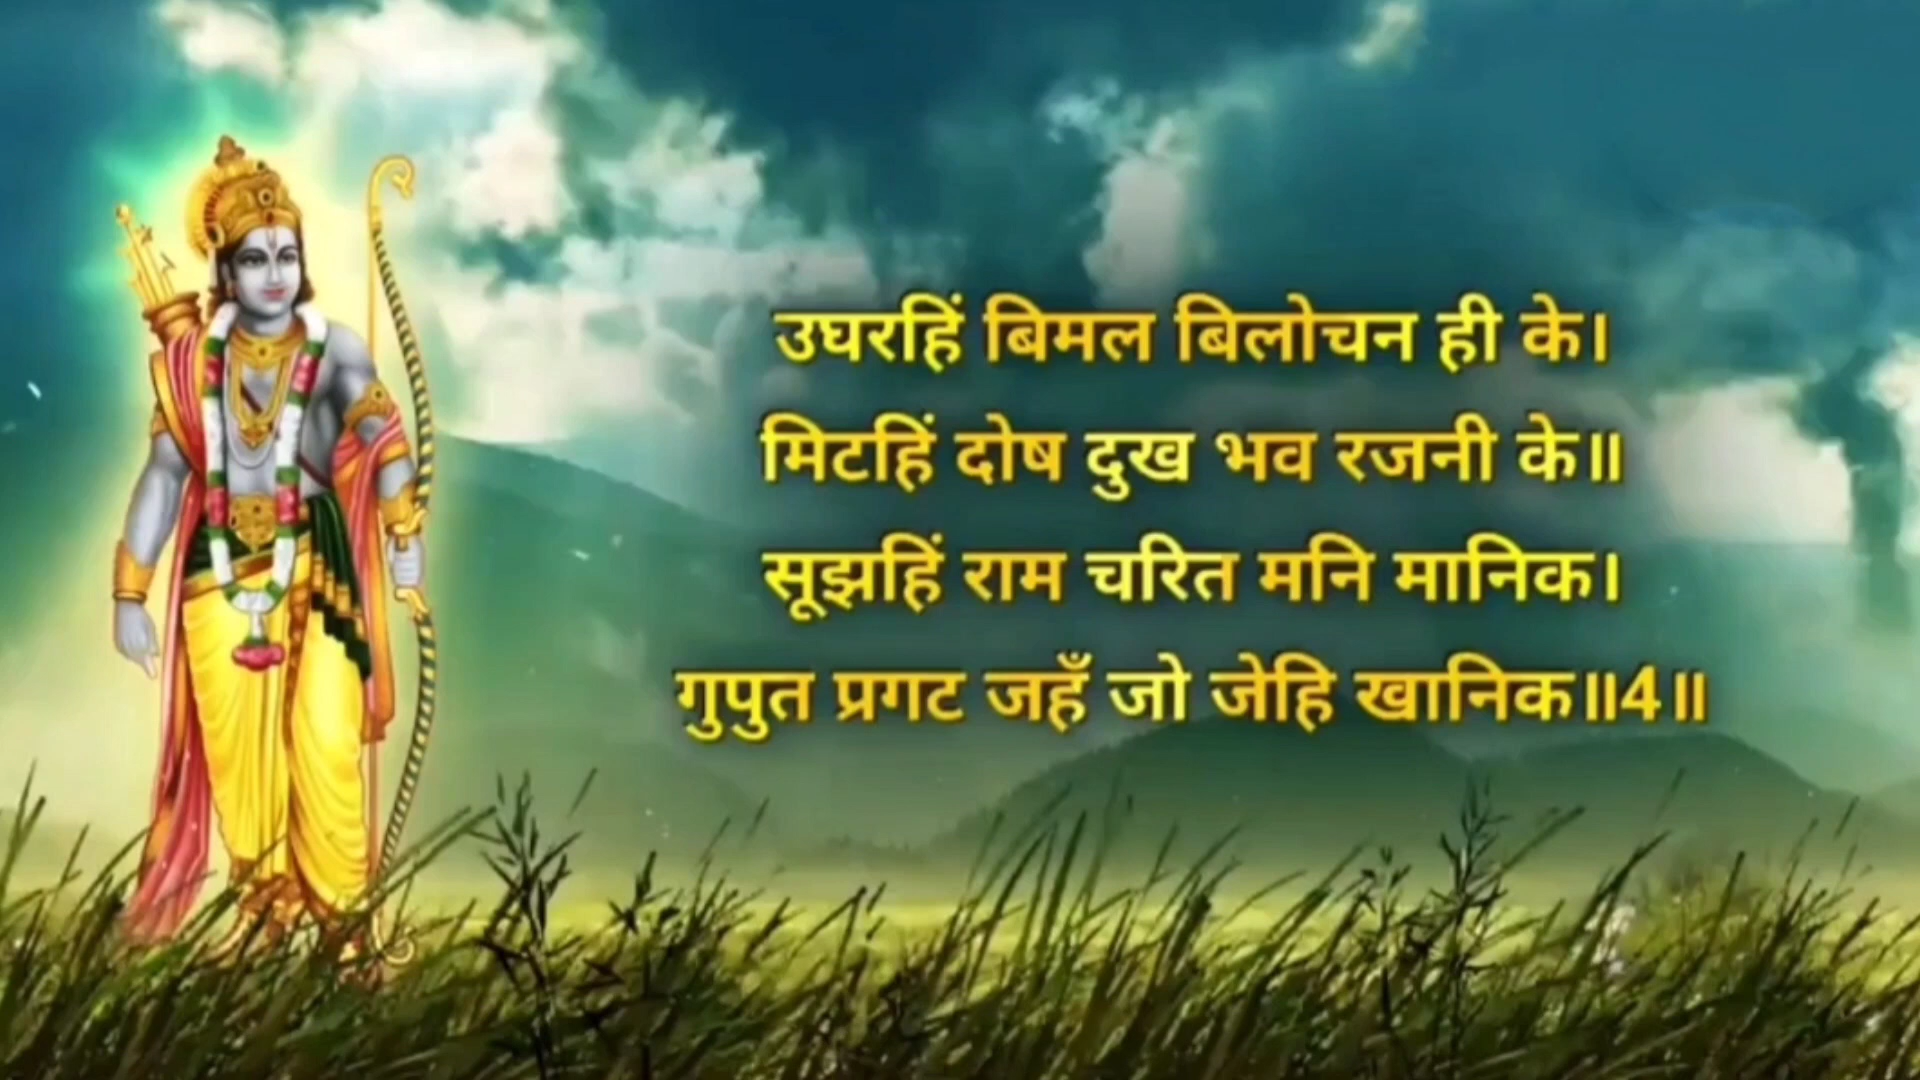 उघरहिं बिमल बिलोचन ही के।
मिटहिं दोष दुख भव रजनी के॥
सूझहिं राम चरित मनि मानिक।
गुपुत प्रगट जहँ जो जेहि खानिक॥4॥